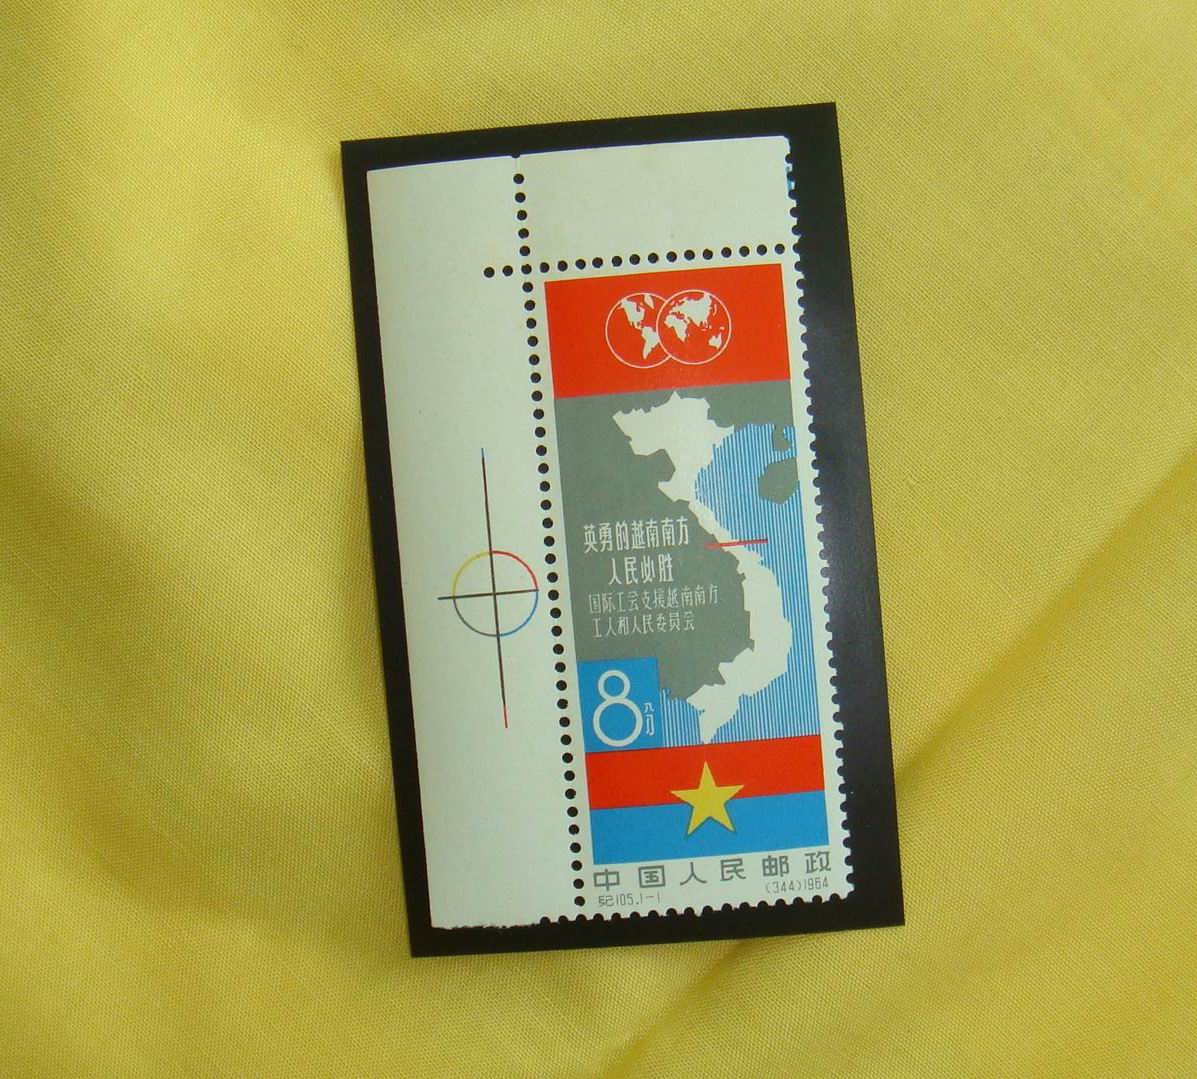 英勇的越南南方
人民必胜
国际工会支援越南南方
工人和人民委员会
8分
中国人民邮政
纪105.1-1 (344)1964